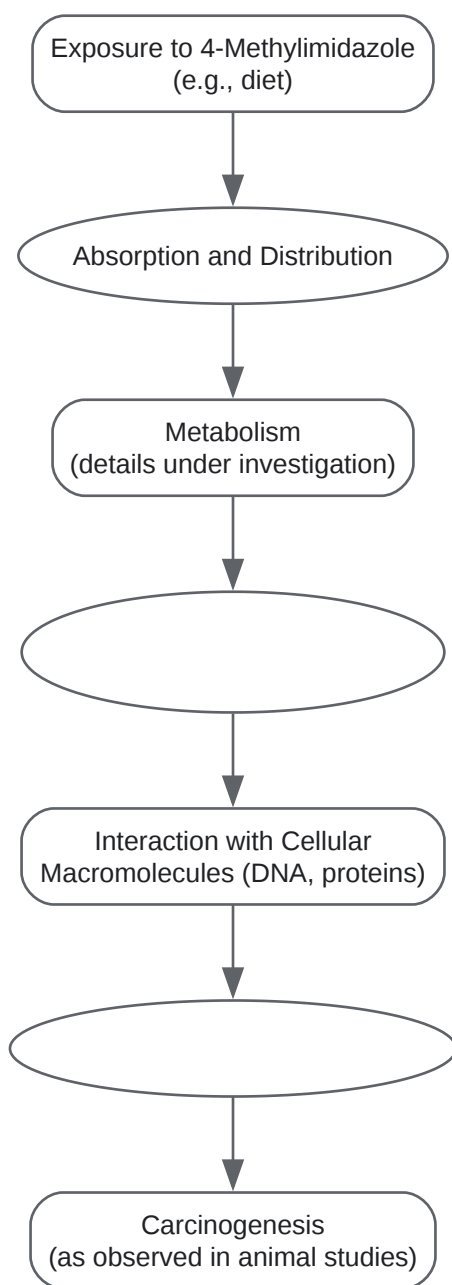 Exposure to 4-Methylimidazole
(e.g., diet)
Absorption and Distribution
Metabolism
(details under investigation)
Interaction with Cellular
Macromolecules (DNA, proteins)
Carcinogenesis
(as observed in animal studies)